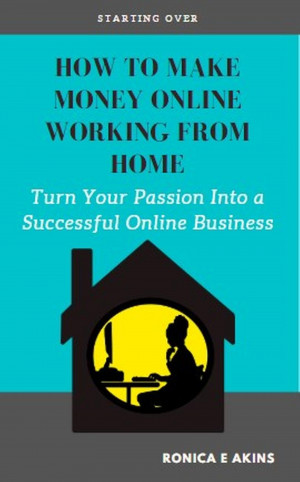 STARTING OVER
HOW TO MAKE
MONEY ONLINE
WORKING FROM
HOME
Turn Your Passion Into a
Successful Online Business
RONICA E AKINS